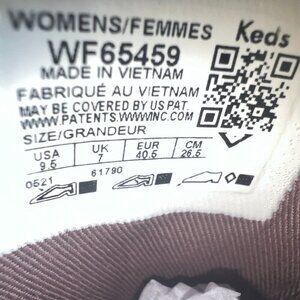 WOMENS/FEMMES Keds
WF65459
MADE IN VIETNAM
FABRIQUÉ AU VIETNAM
MAY BE COVERED BY US PAT.
WWW.PATENTS.WWWINC.COM
SIZE/GRANDEUR
USA UK EUR CM
9.5 7 40.5 26.5
0521 61790